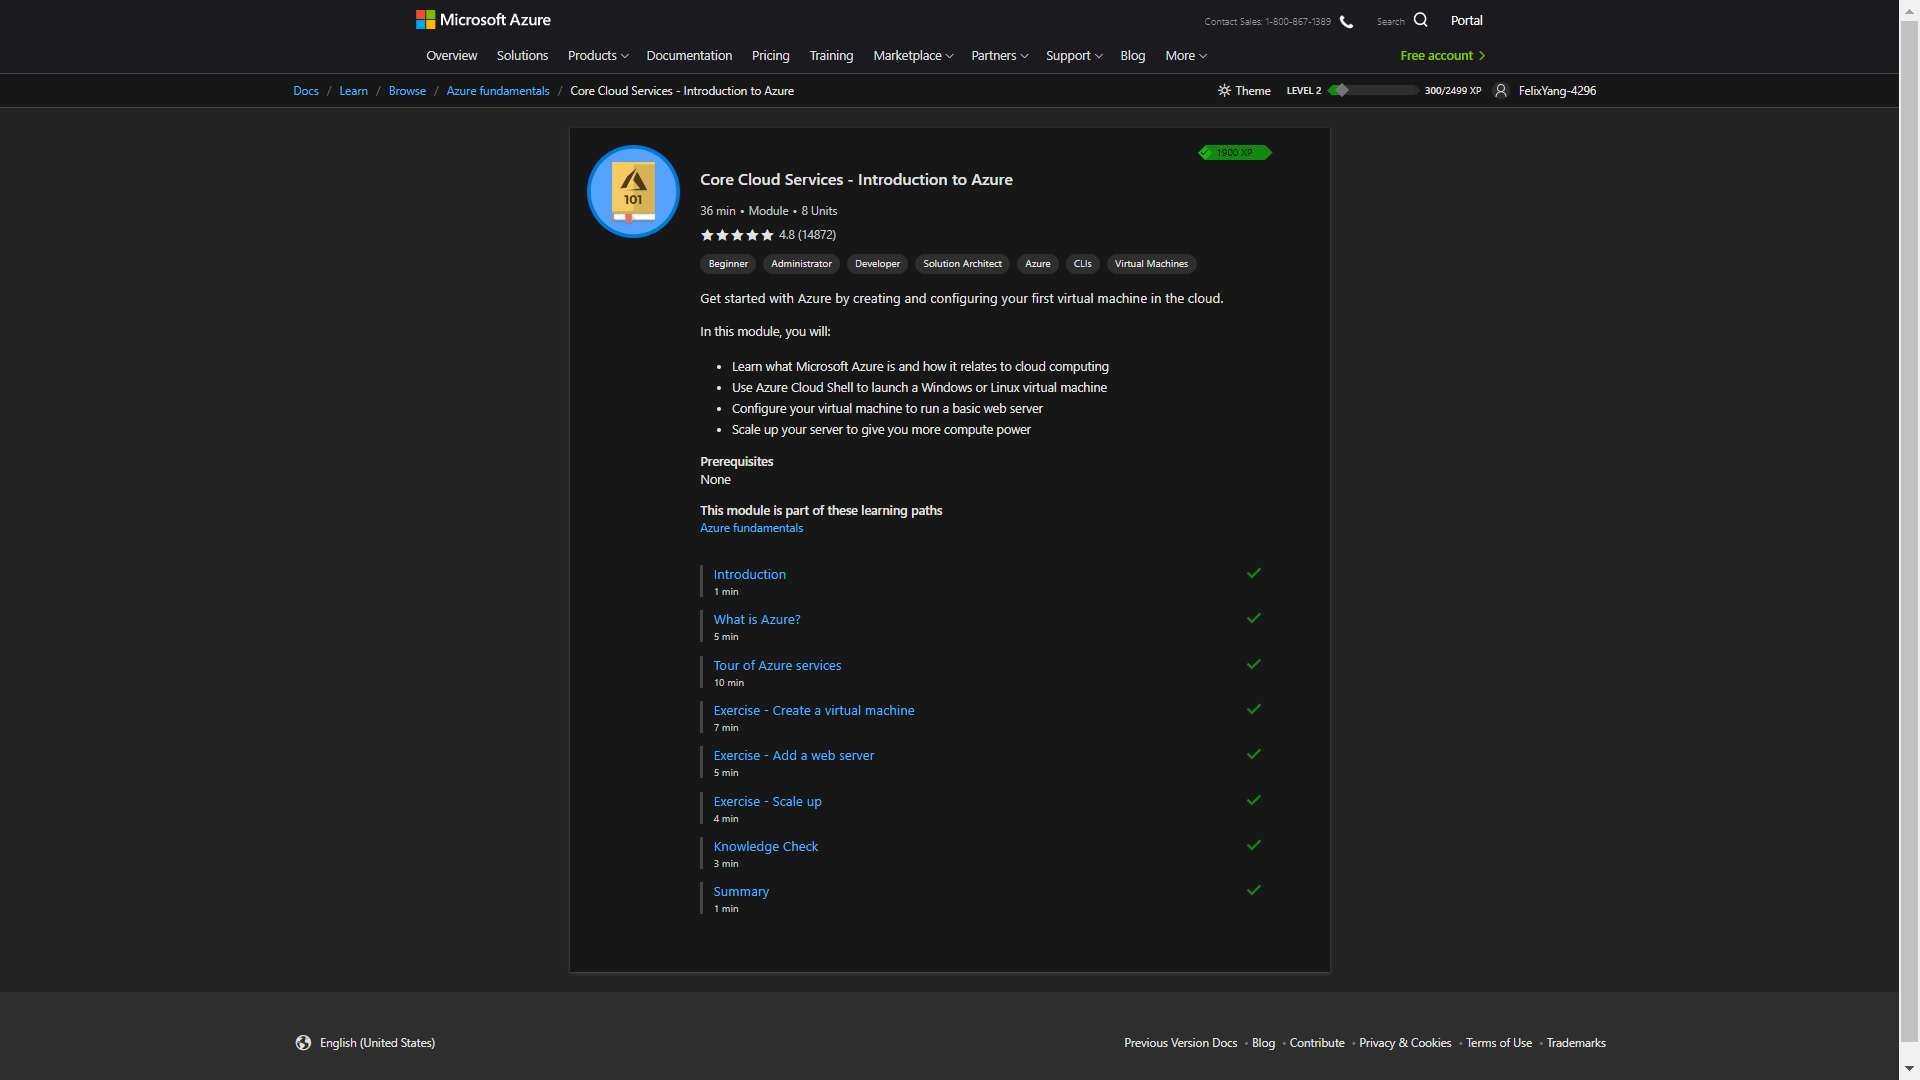 Microsoft Azure
Contact Sales: 1-800-867-1389
Search
Portal
Overview
Solutions
Products
Documentation
Pricing
Training
Marketplace
Partners
Support
Blog
More
Free account
Docs / Learn / Browse / Azure fundamentals / Core Cloud Services - Introduction to Azure
Theme
LEVEL 2
300/2499 XP
FelixYang-4296
1900 XP
101
Core Cloud Services - Introduction to Azure
36 min • Module • 8 Units
4.8 (14872)
Beginner
Administrator
Developer
Solution Architect
Azure
CLIs
Virtual Machines
Get started with Azure by creating and configuring your first virtual machine in the cloud.
In this module, you will:
• Learn what Microsoft Azure is and how it relates to cloud computing
• Use Azure Cloud Shell to launch a Windows or Linux virtual machine
• Configure your virtual machine to run a basic web server
• Scale up your server to give you more compute power
Prerequisites
None
This module is part of these learning paths
Azure fundamentals
Introduction
1 min
What is Azure?
5 min
Tour of Azure services
10 min
Exercise - Create a virtual machine
7 min
Exercise - Add a web server
5 min
Exercise - Scale up
4 min
Knowledge Check
3 min
Summary
1 min
English (United States)
Previous Version Docs • Blog • Contribute • Privacy & Cookies • Terms of Use • Trademarks